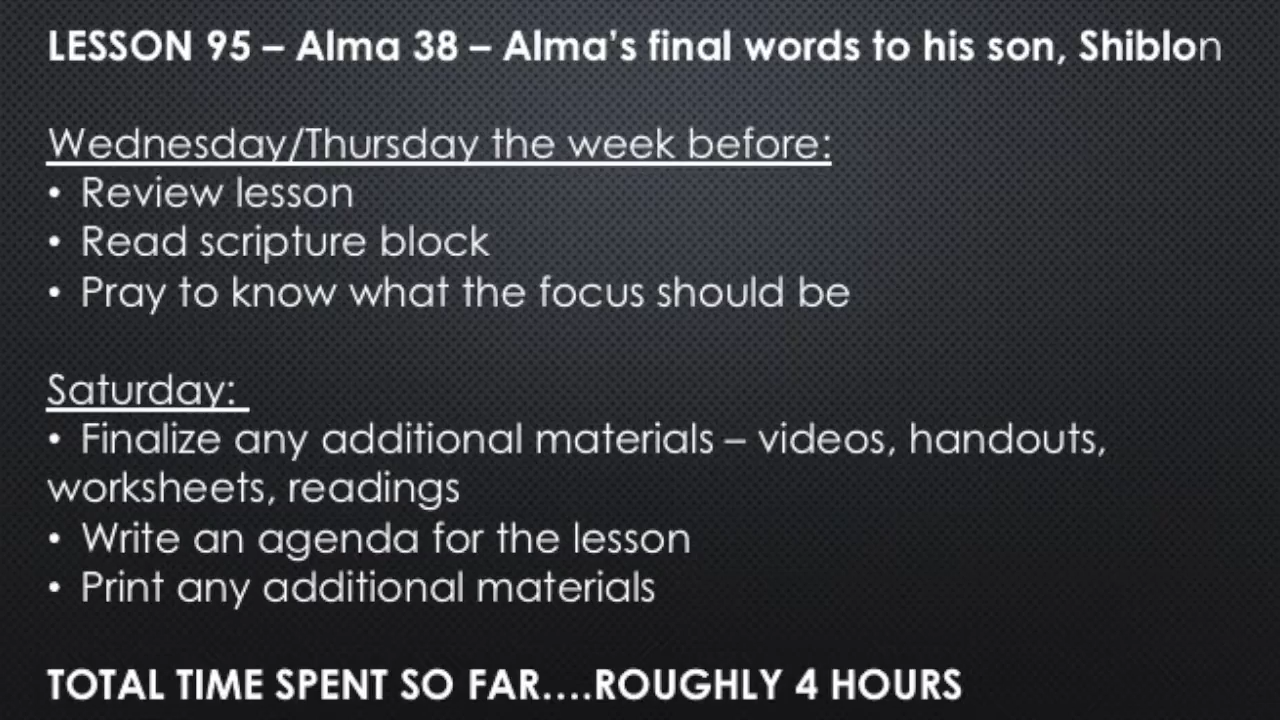 LESSON 95 – Alma 38 – Alma's final words to his son, Shiblon
Wednesday/Thursday the week before:
• Review lesson
• Read scripture block
• Pray to know what the focus should be
Saturday:
• Finalize any additional materials – videos, handouts,
worksheets, readings
• Write an agenda for the lesson
• Print any additional materials
TOTAL TIME SPENT SO FAR....ROUGHLY 4 HOURS